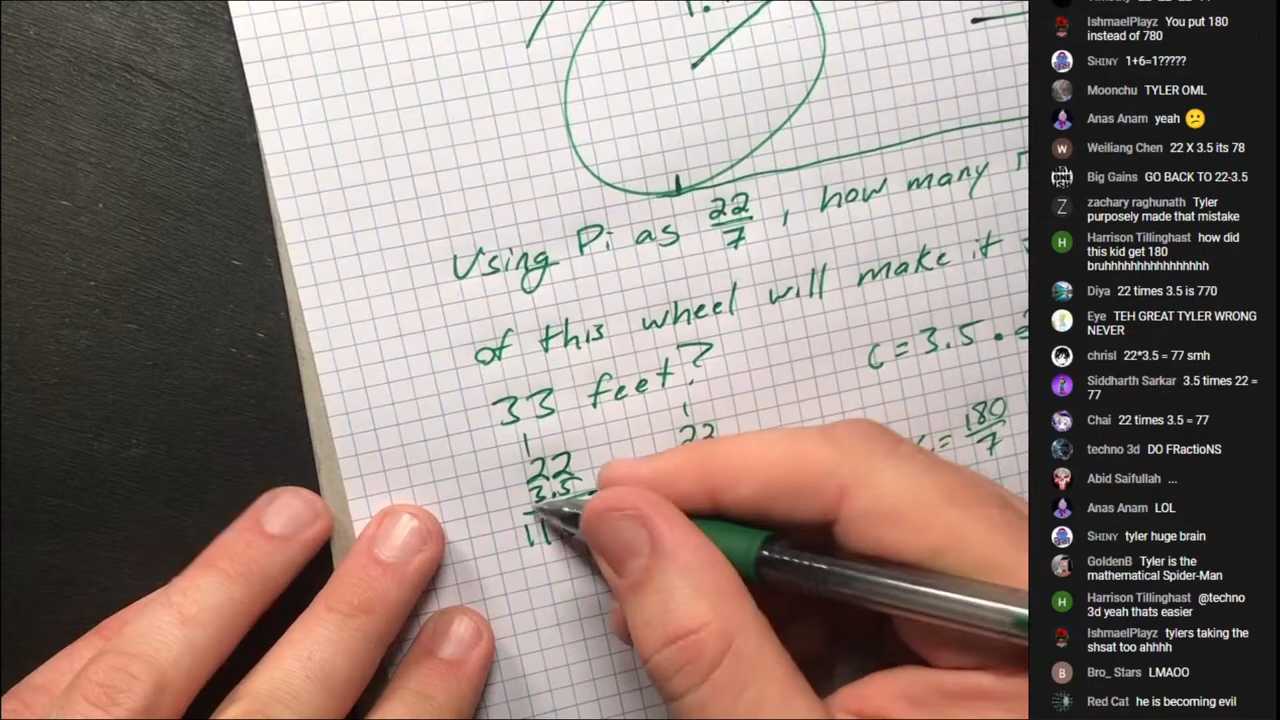 Using Pi as 22/7, how many
of this wheel will make it
33 feet?
C = 3.5 .
1
22
3.5
11
1
22
= 180/7
IshmaelPlayz You put 180
instead of 780
SHINY 1+6=1?????
Moonchu TYLER OML
Anas Anam yeah 😕
Weiliang Chen 22 X 3.5 its 78
Big Gains GO BACK TO 22-3.5
zachary raghunath Tyler
purposely made that mistake
Harrison Tillinghast how did
this kid get 180
bruhhhhhhhhhhhhhhhh
Diya 22 times 3.5 is 770
Eye TEH GREAT TYLER WRONG
NEVER
chrisl 22*3.5 = 77 smh
Siddharth Sarkar 3.5 times 22 =
77
Chai 22 times 3.5 = 77
techno 3d DO FRactioNS
Abid Saifullah ...
Anas Anam LOL
SHINY tyler huge brain
GoldenB Tyler is the
mathematical Spider-Man
Harrison Tillinghast @techno
3d yeah thats easier
IshmaelPlayz tylers taking the
shsat too ahhhh
Bro_ Stars LMAOO
Red Cat he is becoming evil